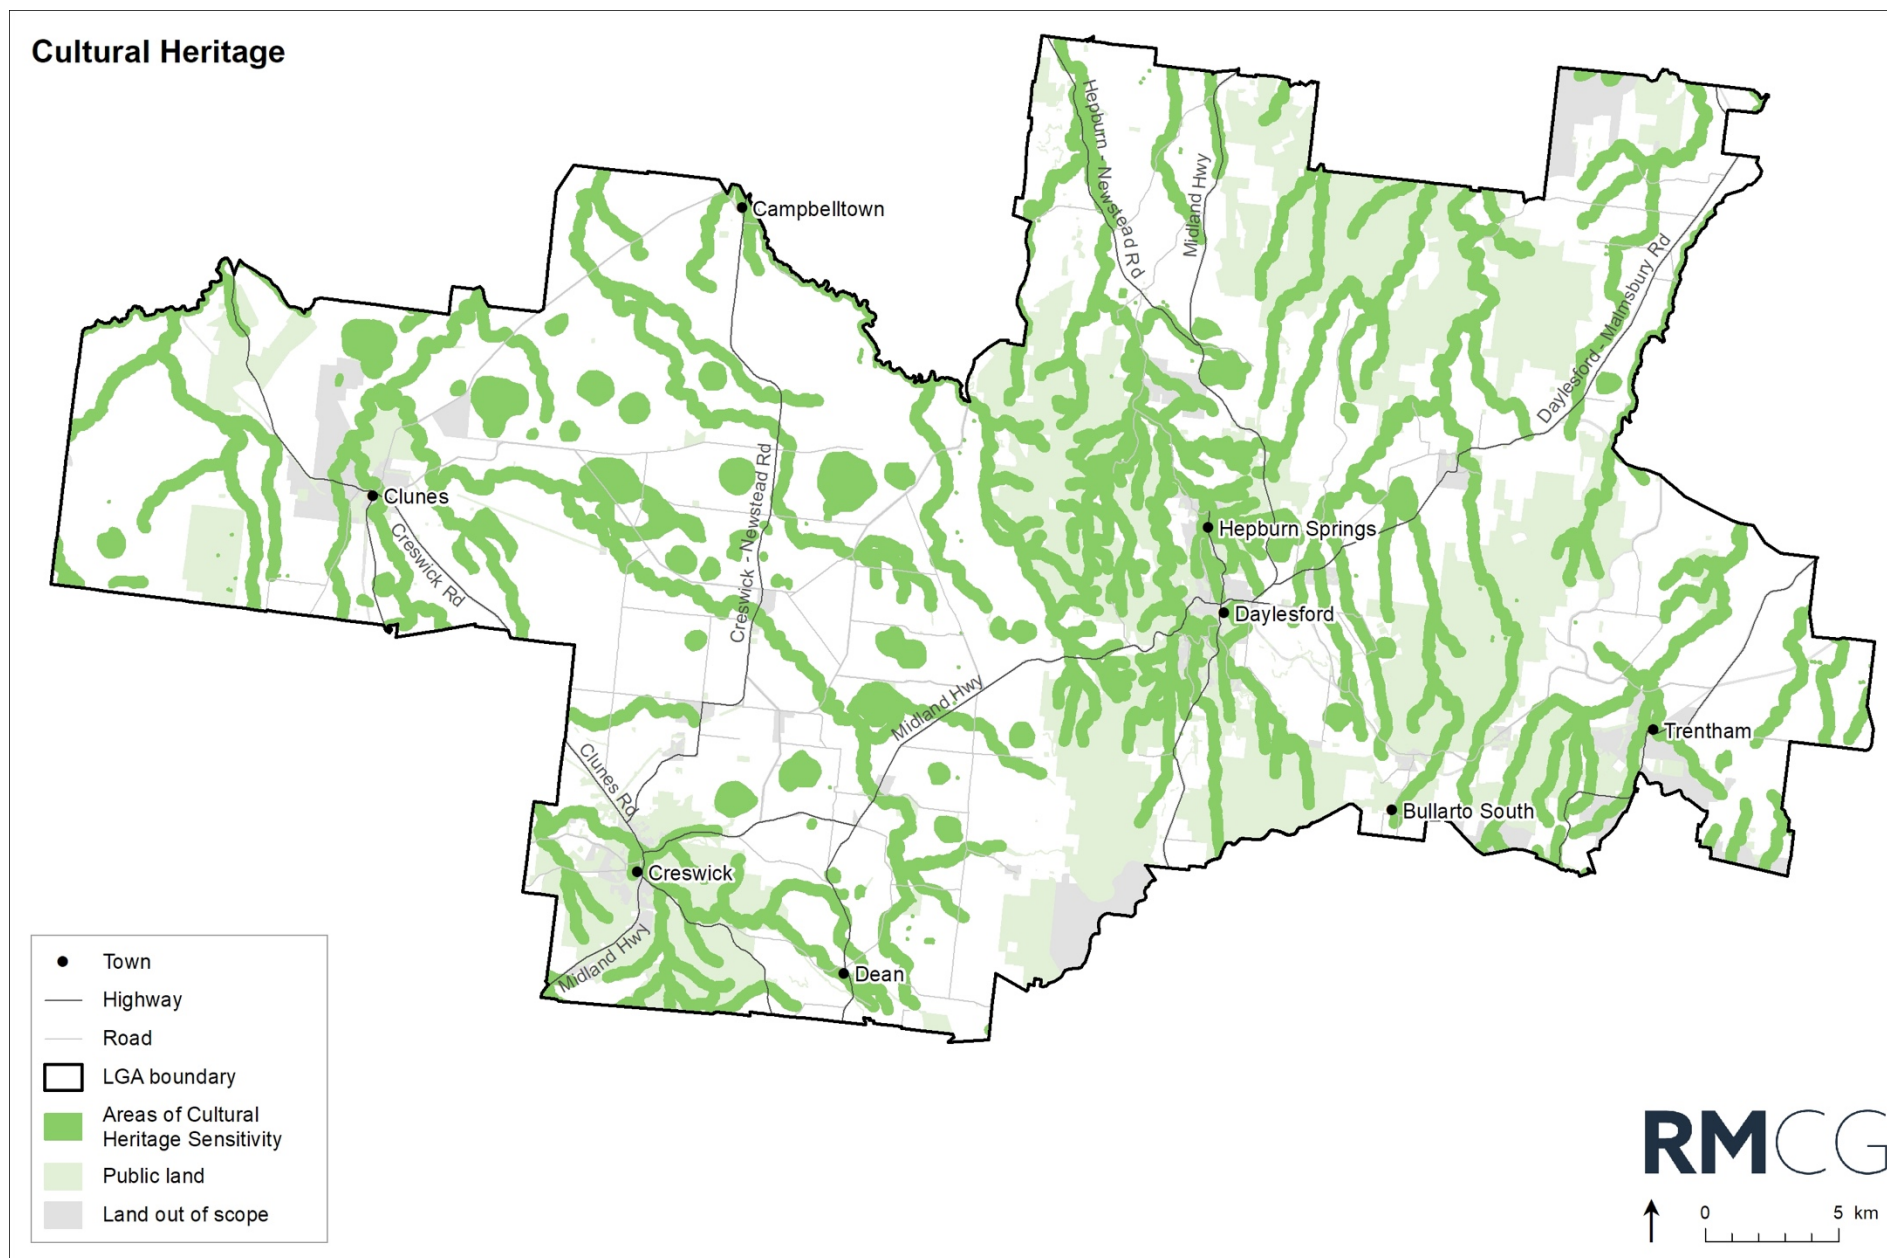 Cultural Heritage
Hepburn - Newstead Rd
Midland Hwy
Campbelltown
Daylesford - Malmsbury Rd
Clunes
Creswick Rd
Creswick - Newstead Rd
Hepburn Springs
Daylesford
Midland Hwy
Trentham
Clunes Rd
Bullarto South
Creswick
Midland Hwy
Dean
Town
Highway
Road
LGA boundary
Areas of Cultural
Heritage Sensitivity
Public land
Land out of scope
RMCG
0 5 km